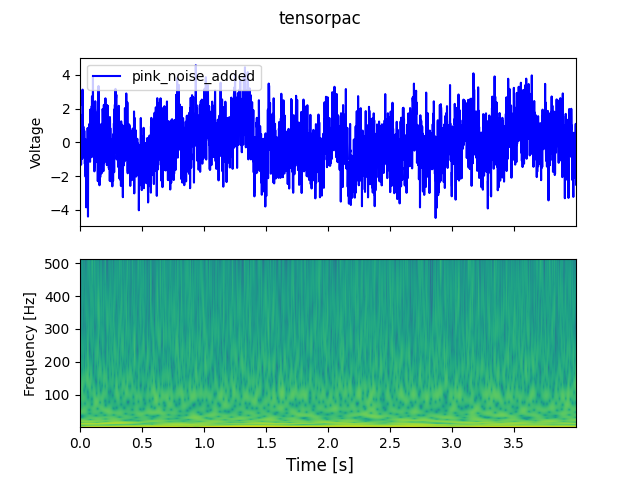 tensorpac
pink_noise_added
4
2
0
−2
−4
Voltage
500
400
300
200
100
Frequency [Hz]
0.0 0.5 1.0 1.5 2.0 2.5 3.0 3.5
Time [s]